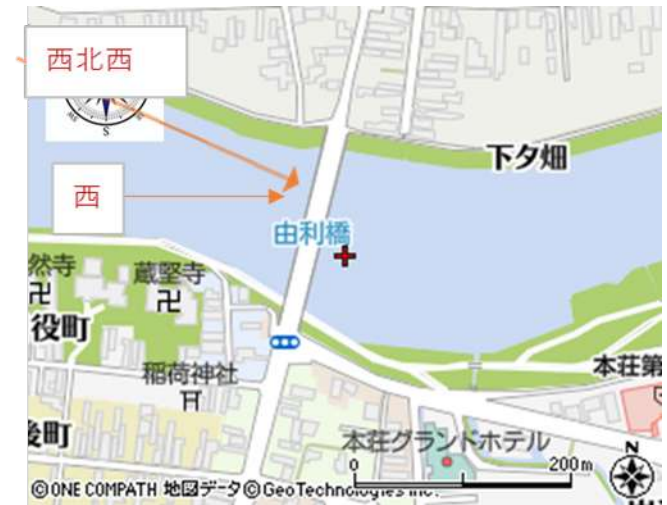 西北西
S
下夕畑
西
由利橋
然寺
蔵堅寺
役町
本荘第
稲荷神社
後町
本荘グランドホテル
0
200m
N
©ONE COMPATH 地図データ©GeoTechnologies Inc.